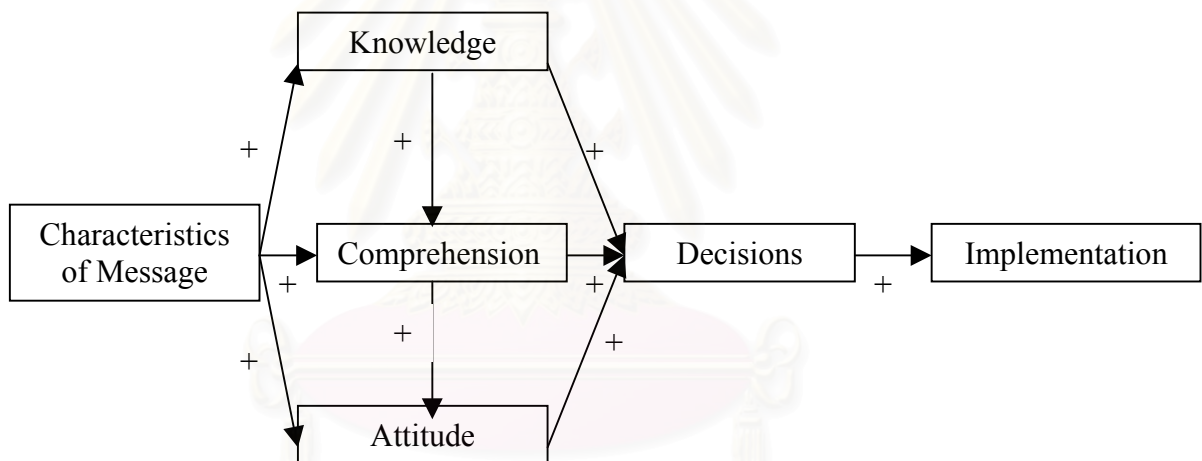 Knowledge
+
+
+
Characteristics
of Message
Comprehension
Decisions
Implementation
+
+
+
+
+
+
Attitude